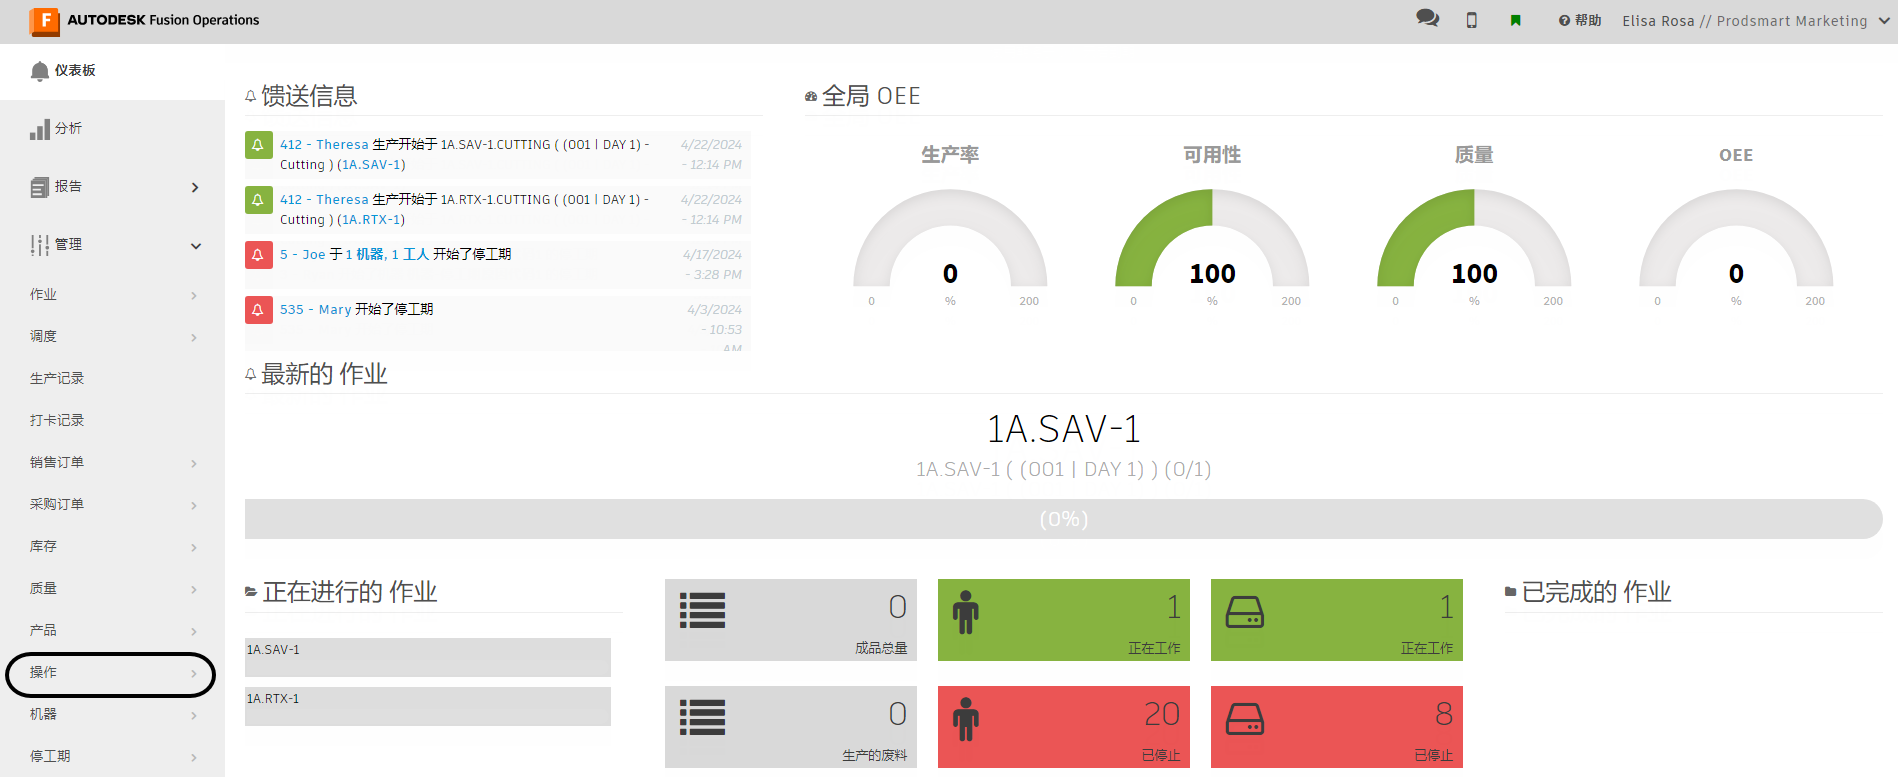 AUTODESK Fusion Operations
帮助
Elisa Rosa // Prodsmart Marketing
仪表板
分析
报告
管理
作业
调度
生产记录
打卡记录
销售订单
采购订单
库存
质量
产品
操作
机器
停工期
馈送信息
412 - Theresa 生产开始于 1A.SAV-1.CUTTING ( (001 | DAY 1) - Cutting ) (1A.SAV-1)
4/22/2024 - 12:14 PM
412 - Theresa 生产开始于 1A.RTX-1.CUTTING ( (001 | DAY 1) - Cutting ) (1A.RTX-1)
4/22/2024 - 12:14 PM
5 - Joe 于 1 机器, 1 工人 开始了停工期
4/17/2024 - 3:28 PM
535 - Mary 开始了停工期
4/3/2024 - 10:53 AM
全局 OEE
生产率
0
0 % 200
可用性
100
0 % 200
质量
100
0 % 200
OEE
0
0 % 200
最新的 作业
1A.SAV-1
1A.SAV-1 ( (001 | DAY 1) ) (0/1)
(0%)
正在进行的 作业
1A.SAV-1
1A.RTX-1
0
成品总量
1
正在工作
1
正在工作
0
生产的废料
20
已停止
8
已停止
已完成的 作业